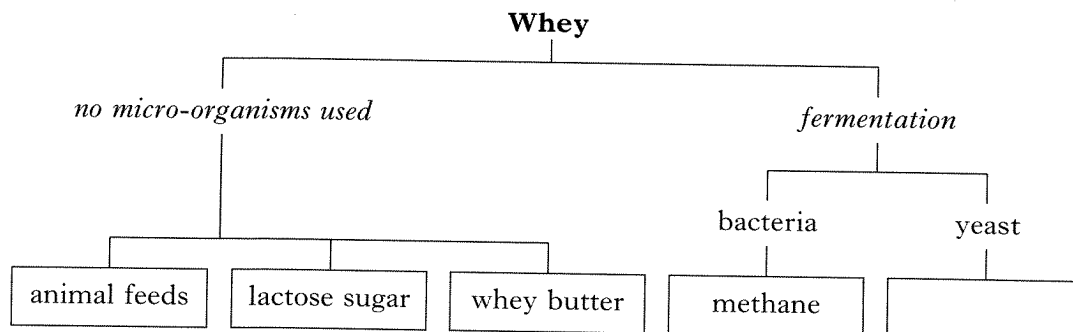 Whey
no micro-organisms used
fermentation
bacteria
yeast
animal feeds
lactose sugar
whey butter
methane